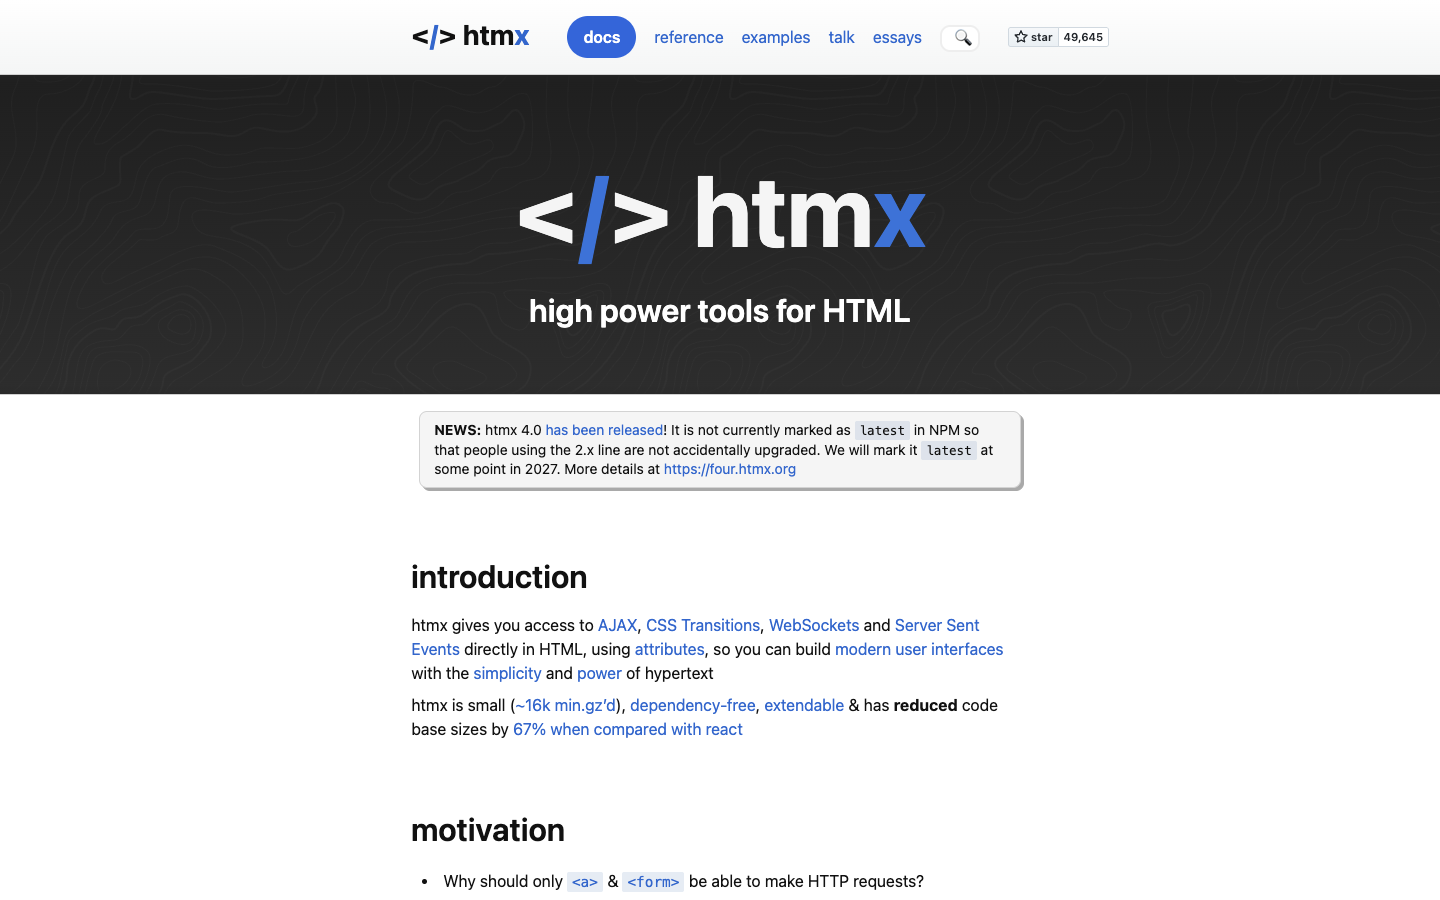 </> htmx docs reference examples talk essays star 49,645
</> htmx
high power tools for HTML
NEWS: htmx 4.0 has been released! It is not currently marked as latest in NPM so
that people using the 2.x line are not accidentally upgraded. We will mark it latest at
some point in 2027. More details at https://four.htmx.org
introduction
htmx gives you access to AJAX, CSS Transitions, WebSockets and Server Sent
Events directly in HTML, using attributes, so you can build modern user interfaces
with the simplicity and power of hypertext
htmx is small (~16k min.gz’d), dependency-free, extendable & has reduced code
base sizes by 67% when compared with react
motivation
• Why should only <a> & <form> be able to make HTTP requests?